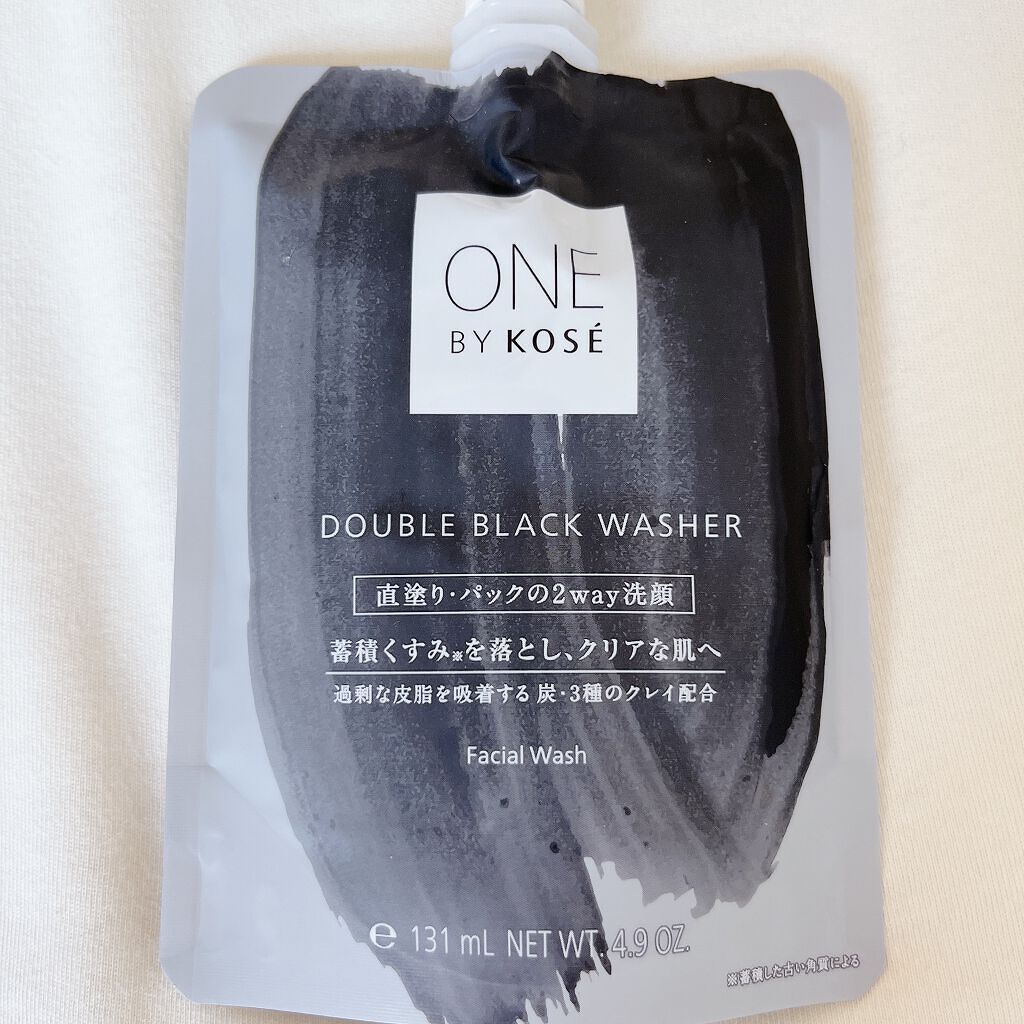 ONE
BY KOSÉ
DOUBLE BLACK WASHER
直塗り・パックの2way洗顔
蓄積くすみ※を落とし、クリアな肌へ
過剰な皮脂を吸着する 炭・3種のクレイ配合
Facial Wash
℮ 131 mL NET WT. 4.9 OZ.
※蓄積した古い角質による